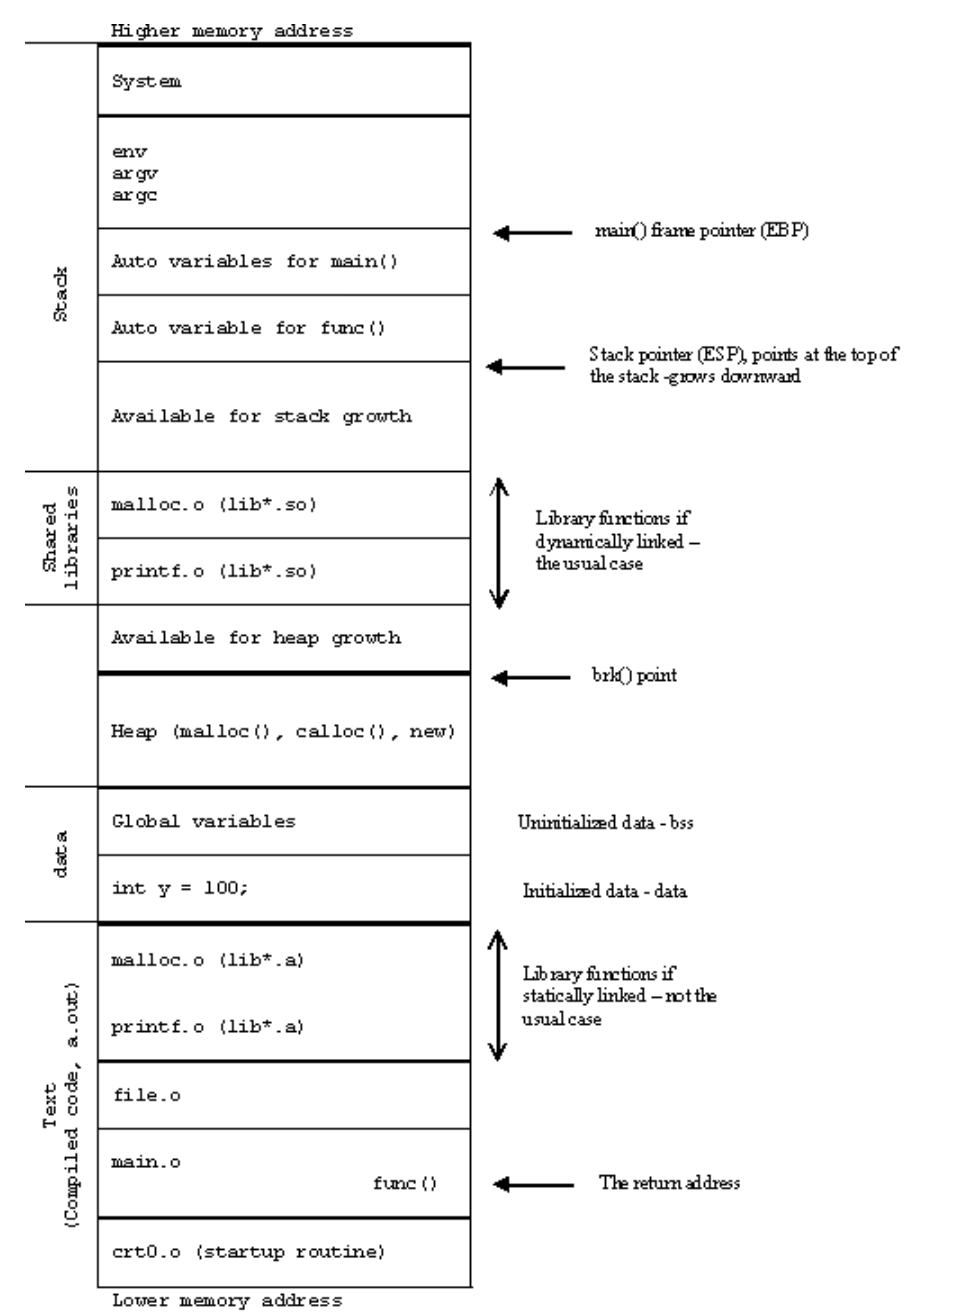 Higher memory address
System
env
argv
argc
main() frame pointer (EBP)
Auto variables for main()
Stack
Auto variable for func()
Stack pointer (ESP), points at the top of
the stack -grows downward
Available for stack growth
Shared
libraries
malloc.o (lib*.so)
Library functions if
dynamically linked –
the usual case
printf.o (lib*.so)
Available for heap growth
brk() point
Heap (malloc(), calloc(), new)
data
Global variables
Uninitialized data - bss
int y = 100;
Initialized data - data
Text
(Compiled code, a.out)
malloc.o (lib*.a)
Library functions if
statically linked – not the
usual case
printf.o (lib*.a)
file.o
main.o
func()
The return address
crt0.o (startup routine)
Lower memory address